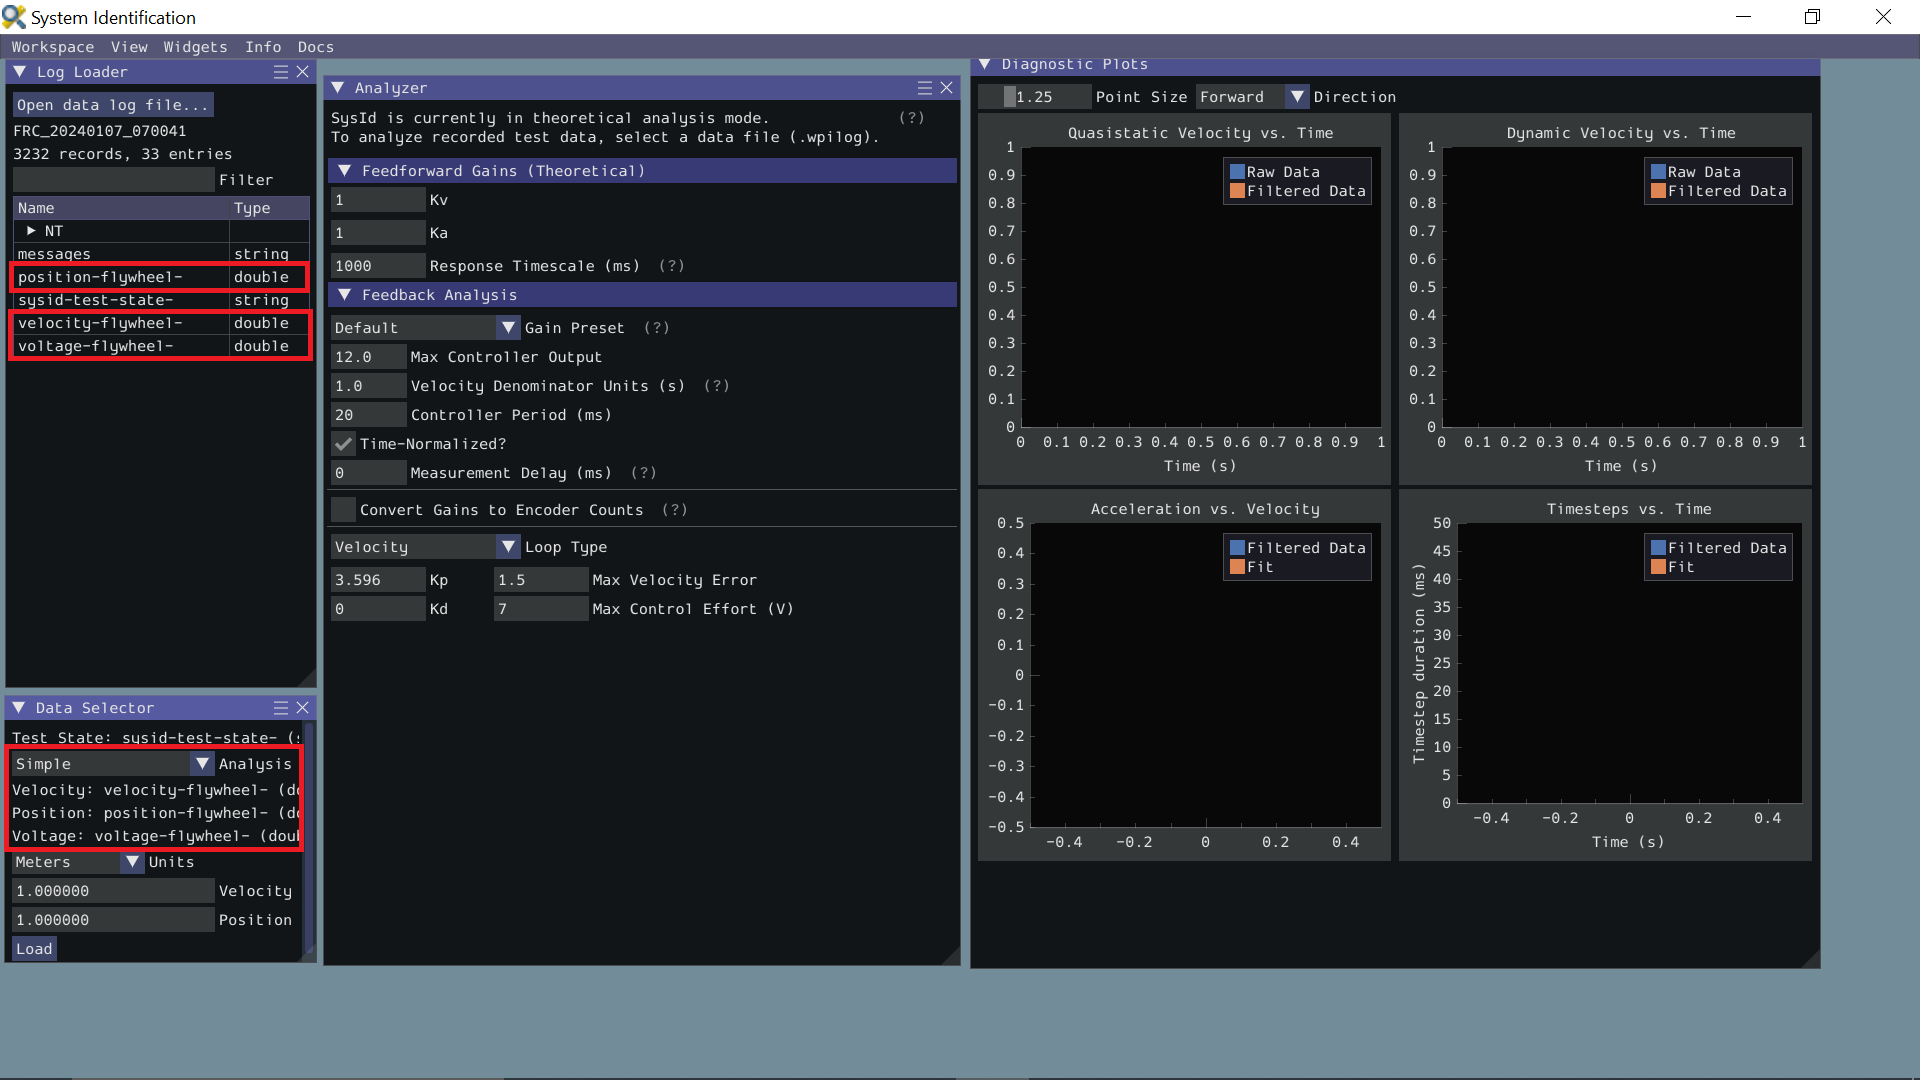 System Identification
Workspace View Widgets Info Docs
Log Loader
Open data log file...
FRC_20240107_070041
3232 records, 33 entries
Filter
Name Type
NT
messages string
position-flywheel- double
sysid-test-state- string
velocity-flywheel- double
voltage-flywheel- double
Data Selector
Test State: sysid-test-state- (s
Simple Analysis
Velocity: velocity-flywheel- (do
Position: position-flywheel- (do
Voltage: voltage-flywheel- (doub
Meters Units
1.000000 Velocity
1.000000 Position
Load
Analyzer
SysId is currently in theoretical analysis mode. (?)
To analyze recorded test data, select a data file (.wpilog).
Feedforward Gains (Theoretical)
1 Kv
1 Ka
1000 Response Timescale (ms) (?)
Feedback Analysis
Default Gain Preset (?)
12.0 Max Controller Output
1.0 Velocity Denominator Units (s) (?)
20 Controller Period (ms)
Time-Normalized?
0 Measurement Delay (ms) (?)
Convert Gains to Encoder Counts (?)
Velocity Loop Type
3.596 Kp 1.5 Max Velocity Error
0 Kd 7 Max Control Effort (V)
Diagnostic Plots
1.25 Point Size Forward Direction
Quasistatic Velocity vs. Time
Raw Data
Filtered Data
1
0.9
0.8
0.7
0.6
0.5
0.4
0.3
0.2
0.1
0
0 0.1 0.2 0.3 0.4 0.5 0.6 0.7 0.8 0.9 1
Time (s)
Dynamic Velocity vs. Time
Raw Data
Filtered Data
1
0.9
0.8
0.7
0.6
0.5
0.4
0.3
0.2
0.1
0
0 0.1 0.2 0.3 0.4 0.5 0.6 0.7 0.8 0.9 1
Time (s)
Acceleration vs. Velocity
Filtered Data
Fit
0.5
0.4
0.3
0.2
0.1
0
-0.1
-0.2
-0.3
-0.4
-0.5
-0.4 -0.2 0 0.2 0.4
Timesteps vs. Time
Filtered Data
Fit
Timestep duration (ms)
50
45
40
35
30
25
20
15
10
5
0
-0.4 -0.2 0 0.2 0.4
Time (s)